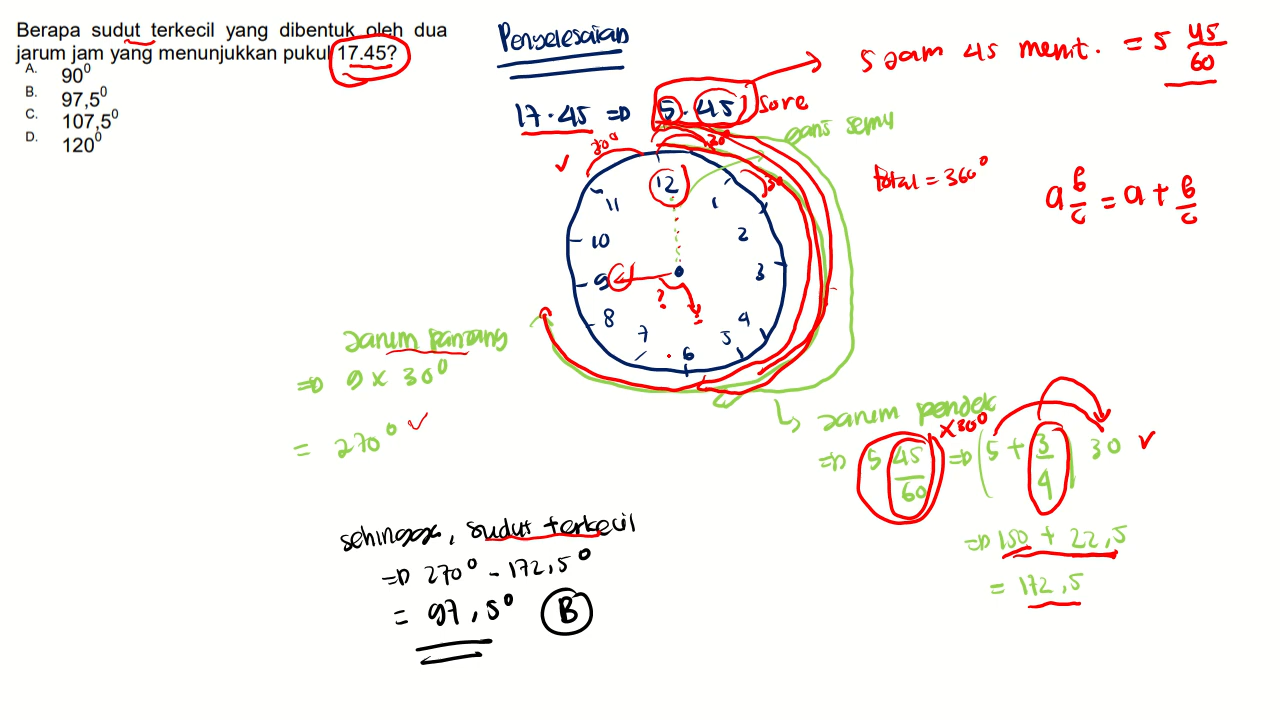 Berapa sudut terkecil yang dibentuk oleh dua
jarum jam yang menunjukkan pukul 17.45?
A. 90⁰
B. 97,5⁰
C. 107,5⁰
D. 120⁰
Penyelesaian
17.45 => 5.45 Sore
5 Jam 45 menit. = 5 45/60
garis semu
30°
30°
30
Total = 360°
a b/c = a + b/c
12
11
1
10
2
9
3
8
4
7
5
6
?
Jarum panjang
=> 9 x 30°
= 270°
Jarum pendek
x30°
=> 5 45/60 => (5 + 3/4) 30
=> 150 + 22,5
= 172,5
sehingga, sudut terkecil
=> 270° - 172,5°
= 97,5° B